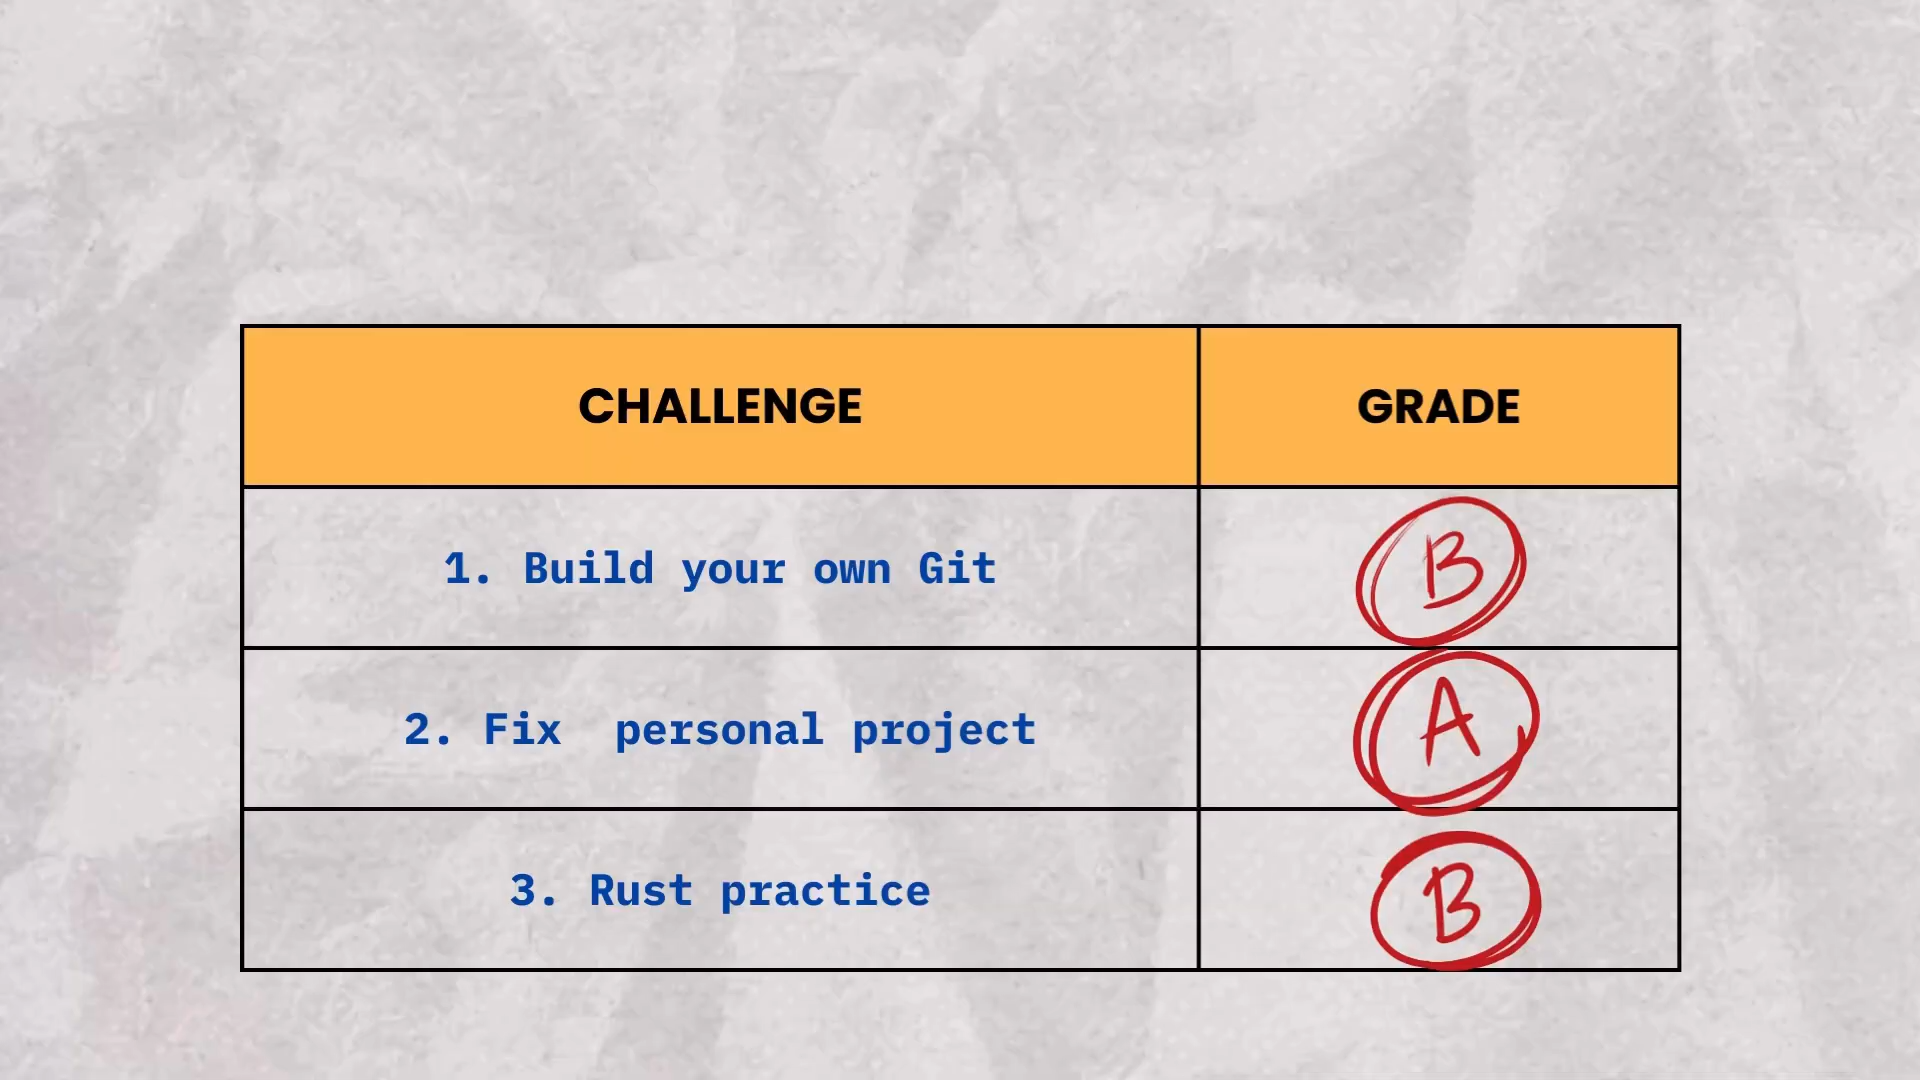 CHALLENGE GRADE
1. Build your own Git B
2. Fix  personal project A
3. Rust practice B